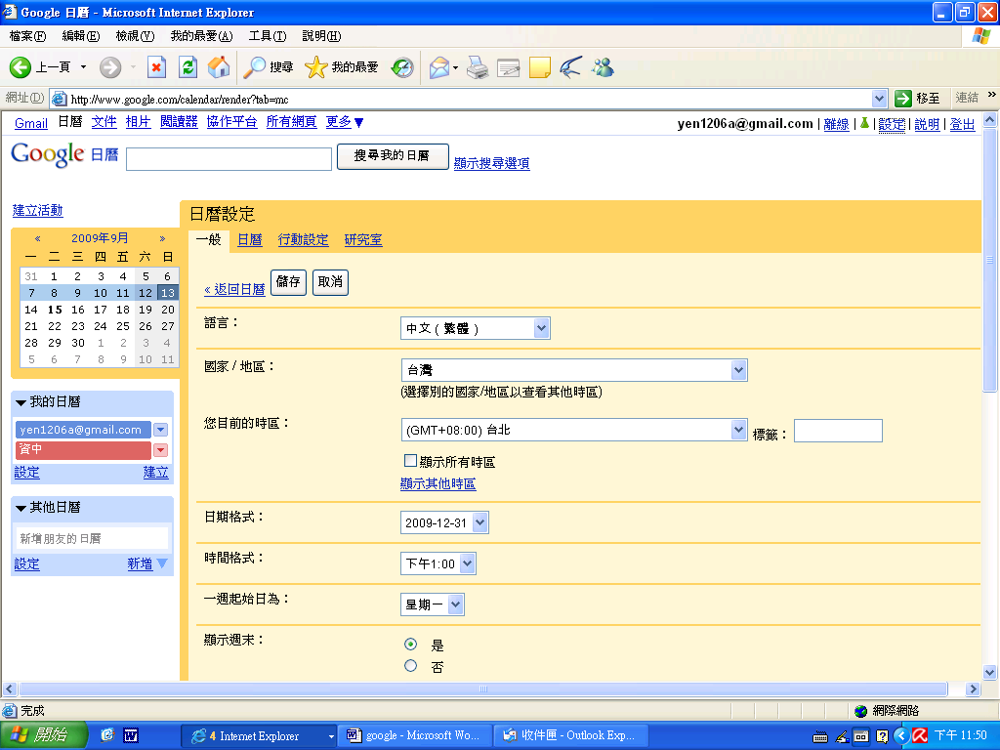 Google 日曆 - Microsoft Internet Explorer
檔案(F) 編輯(E) 檢視(V) 我的最愛(A) 工具(T) 說明(H)
上一頁 搜尋 我的最愛
網址(D) http://www.google.com/calendar/render?tab=mc 移至 連結 »
Gmail 日曆 文件 相片 閱讀器 協作平台 所有網頁 更多▼ yen1206a@gmail.com | 離線 | | 設定 | 說明 | 登出
Google 日曆 搜尋我的日曆 顯示搜尋選項
建立活動
« 2009年9月 »
一 二 三 四 五 六 日
31 1 2 3 4 5 6
7 8 9 10 11 12 13
14 15 16 17 18 19 20
21 22 23 24 25 26 27
28 29 30 1 2 3 4
5 6 7 8 9 10 11
▼我的日曆
yen1206a@gmail.com
資中
設定 建立
▼其他日曆
新增朋友的日曆
設定 新增▼
日曆設定
一般 日曆 行動設定 研究室
« 返回日曆 儲存 取消
語言： 中文（繁體）
國家 / 地區： 台灣
(選擇別的國家/地區以查看其他時區)
您目前的時區： (GMT+08:00) 台北 標籤：
顯示所有時區
顯示其他時區
日期格式： 2009-12-31
時間格式： 下午1:00
一週起始日為： 星期一
顯示週末： 是
否
完成 網際網路
開始 4 Internet Explorer google - Microsoft Wo... 收件匣 - Outlook Exp... 下午 11:50